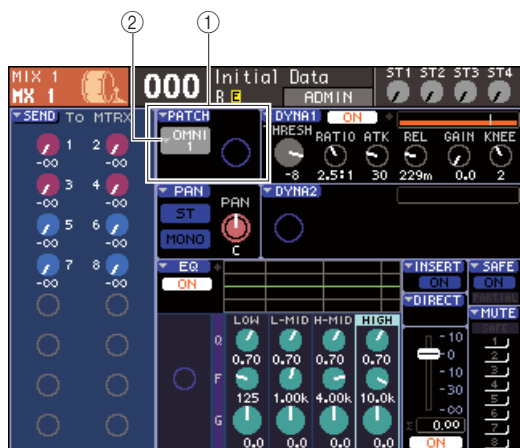 ② ①
MIX 1
MX 1
000
Initial Data
R E
ADMIN
ST1 ST2 ST3 ST4
SEND To MTRX
1 2
-∞ -∞
3 4
-∞ -∞
5 6
-∞ -∞
7 8
-∞ -∞
PATCH
OMNI
1
DYNA1
ON
THRESH
RATIO ATK REL GAIN KNEE
-8 2.5:1 30 229m 0.0 2
PAN
ST
MONO
PAN
C
DYNA2
EQ
ON
INSERT
ON
SAFE
ON
PARTIAL
DIRECT
MUTE
SAFE
1
2
3
4
5
6
7
8
LOW L-MID H-MID HIGH
Q
0.70 0.70 0.70 0.70
F
125 1.00k 4.00k 10.0k
G
0.0 0.0 0.0 0.0
-10
-0
-10
-30
-∞
Σ 0.00
ON